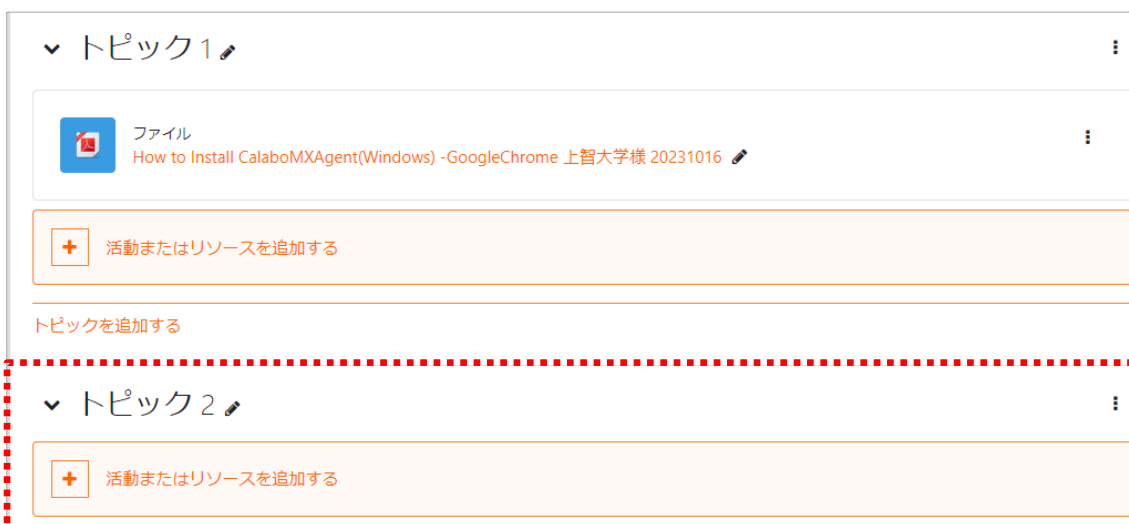 トピック 1
ファイル
How to Install CalaboMXAgent(Windows) -GoogleChrome 上智大学様 20231016
活動またはリソースを追加する
トピックを追加する
トピック 2
活動またはリソースを追加する